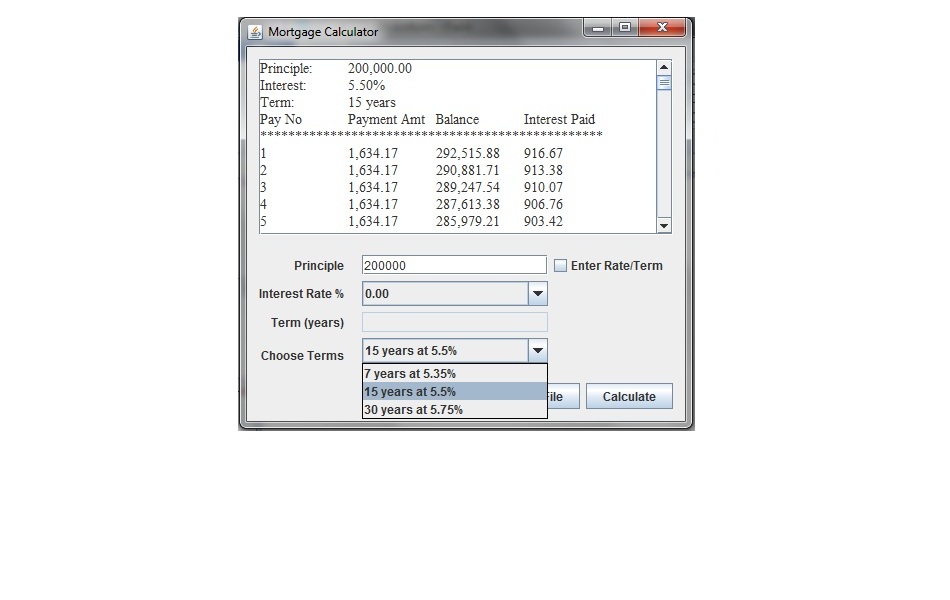 Mortgage Calculator
Principle: 200,000.00
Interest: 5.50%
Term: 15 years
Pay No Payment Amt Balance Interest Paid
*************************************************
1 1,634.17 292,515.88 916.67
2 1,634.17 290,881.71 913.38
3 1,634.17 289,247.54 910.07
4 1,634.17 287,613.38 906.76
5 1,634.17 285,979.21 903.42
Principle 200000 Enter Rate/Term
Interest Rate % 0.00
Term (years)
Choose Terms 15 years at 5.5%
7 years at 5.35%
15 years at 5.5%
30 years at 5.75%
Calculate